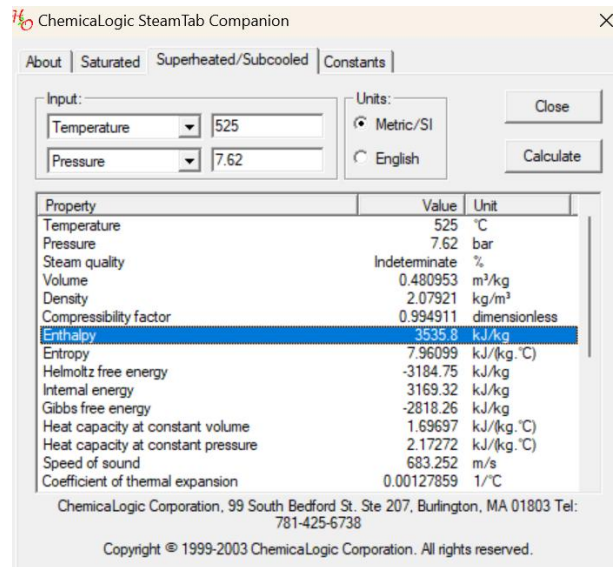 H₂O ChemicaLogic SteamTab Companion
About Saturated Superheated/Subcooled Constants
Input:
Temperature 525
Pressure 7.62
Units:
Metric/SI
English
Close
Calculate
Property Value Unit
Temperature 525 °C
Pressure 7.62 bar
Steam quality Indeterminate %
Volume 0.480953 m³/kg
Density 2.07921 kg/m³
Compressibility factor 0.994911 dimensionless
Enthalpy 3535.8 kJ/kg
Entropy 7.96099 kJ/(kg.°C)
Helmoltz free energy -3184.75 kJ/kg
Internal energy 3169.32 kJ/kg
Gibbs free energy -2818.26 kJ/kg
Heat capacity at constant volume 1.69697 kJ/(kg.°C)
Heat capacity at constant pressure 2.17272 kJ/(kg.°C)
Speed of sound 683.252 m/s
Coefficient of thermal expansion 0.00127859 1/°C
ChemicaLogic Corporation, 99 South Bedford St. Ste 207, Burlington, MA 01803 Tel:
781-425-6738
Copyright © 1999-2003 ChemicaLogic Corporation. All rights reserved.